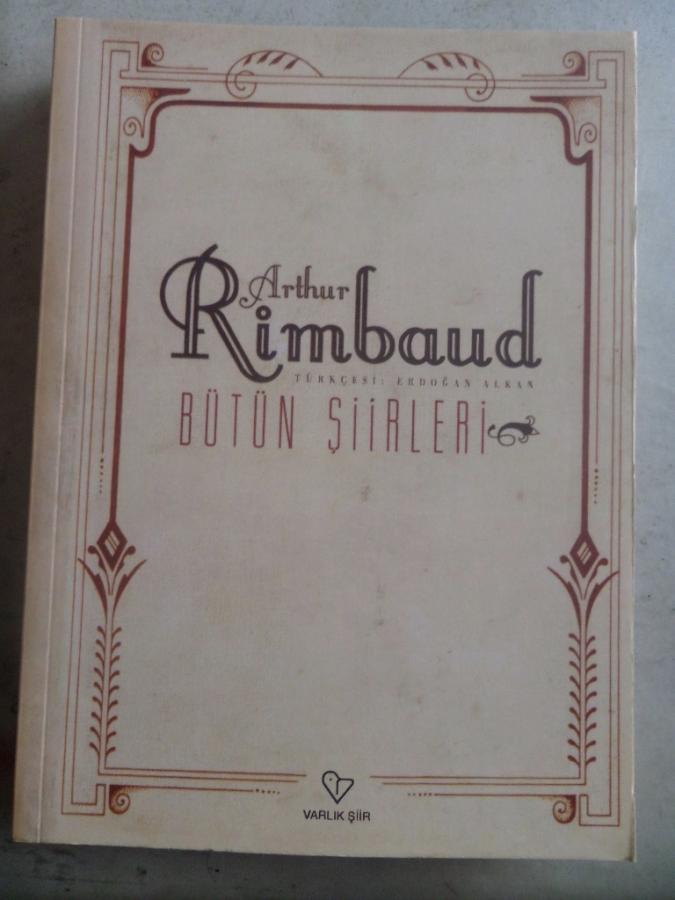 Arthur
Rimbaud
TÜRKÇESİ: ERDOĞAN ALKAN
BÜTÜN ŞİİRLERİ
VARLIK ŞİİR